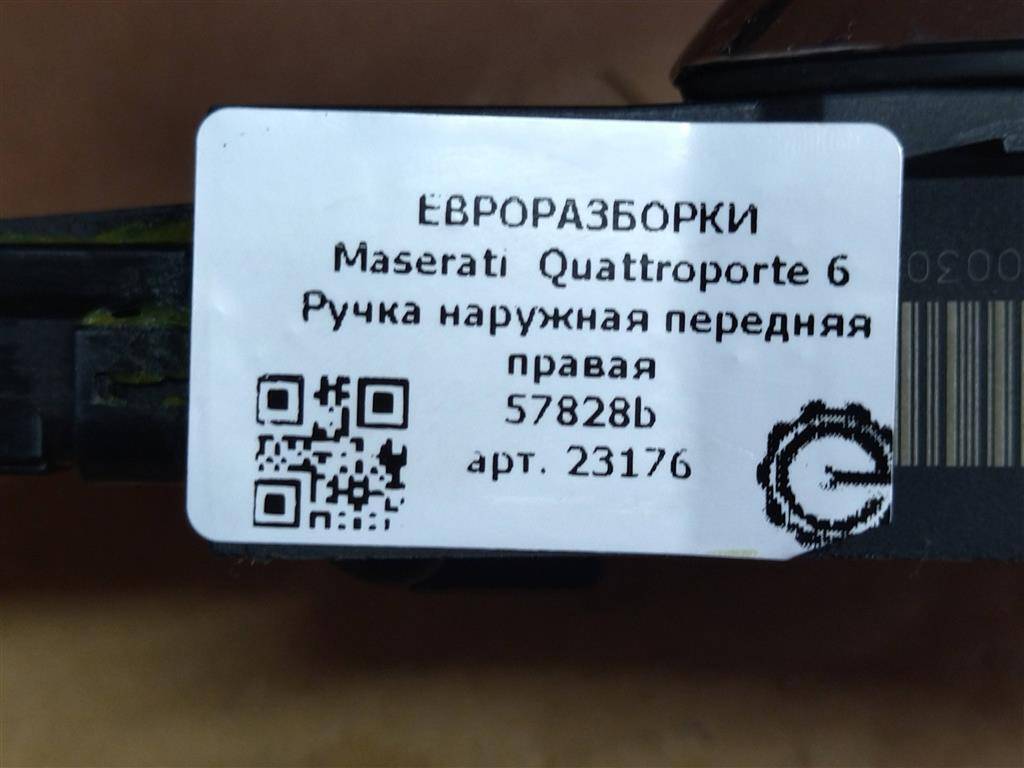 ЕВРОРАЗБОРКИ
Maserati Quattroporte 6
Ручка наружная передняя
правая
57828b
арт. 23176